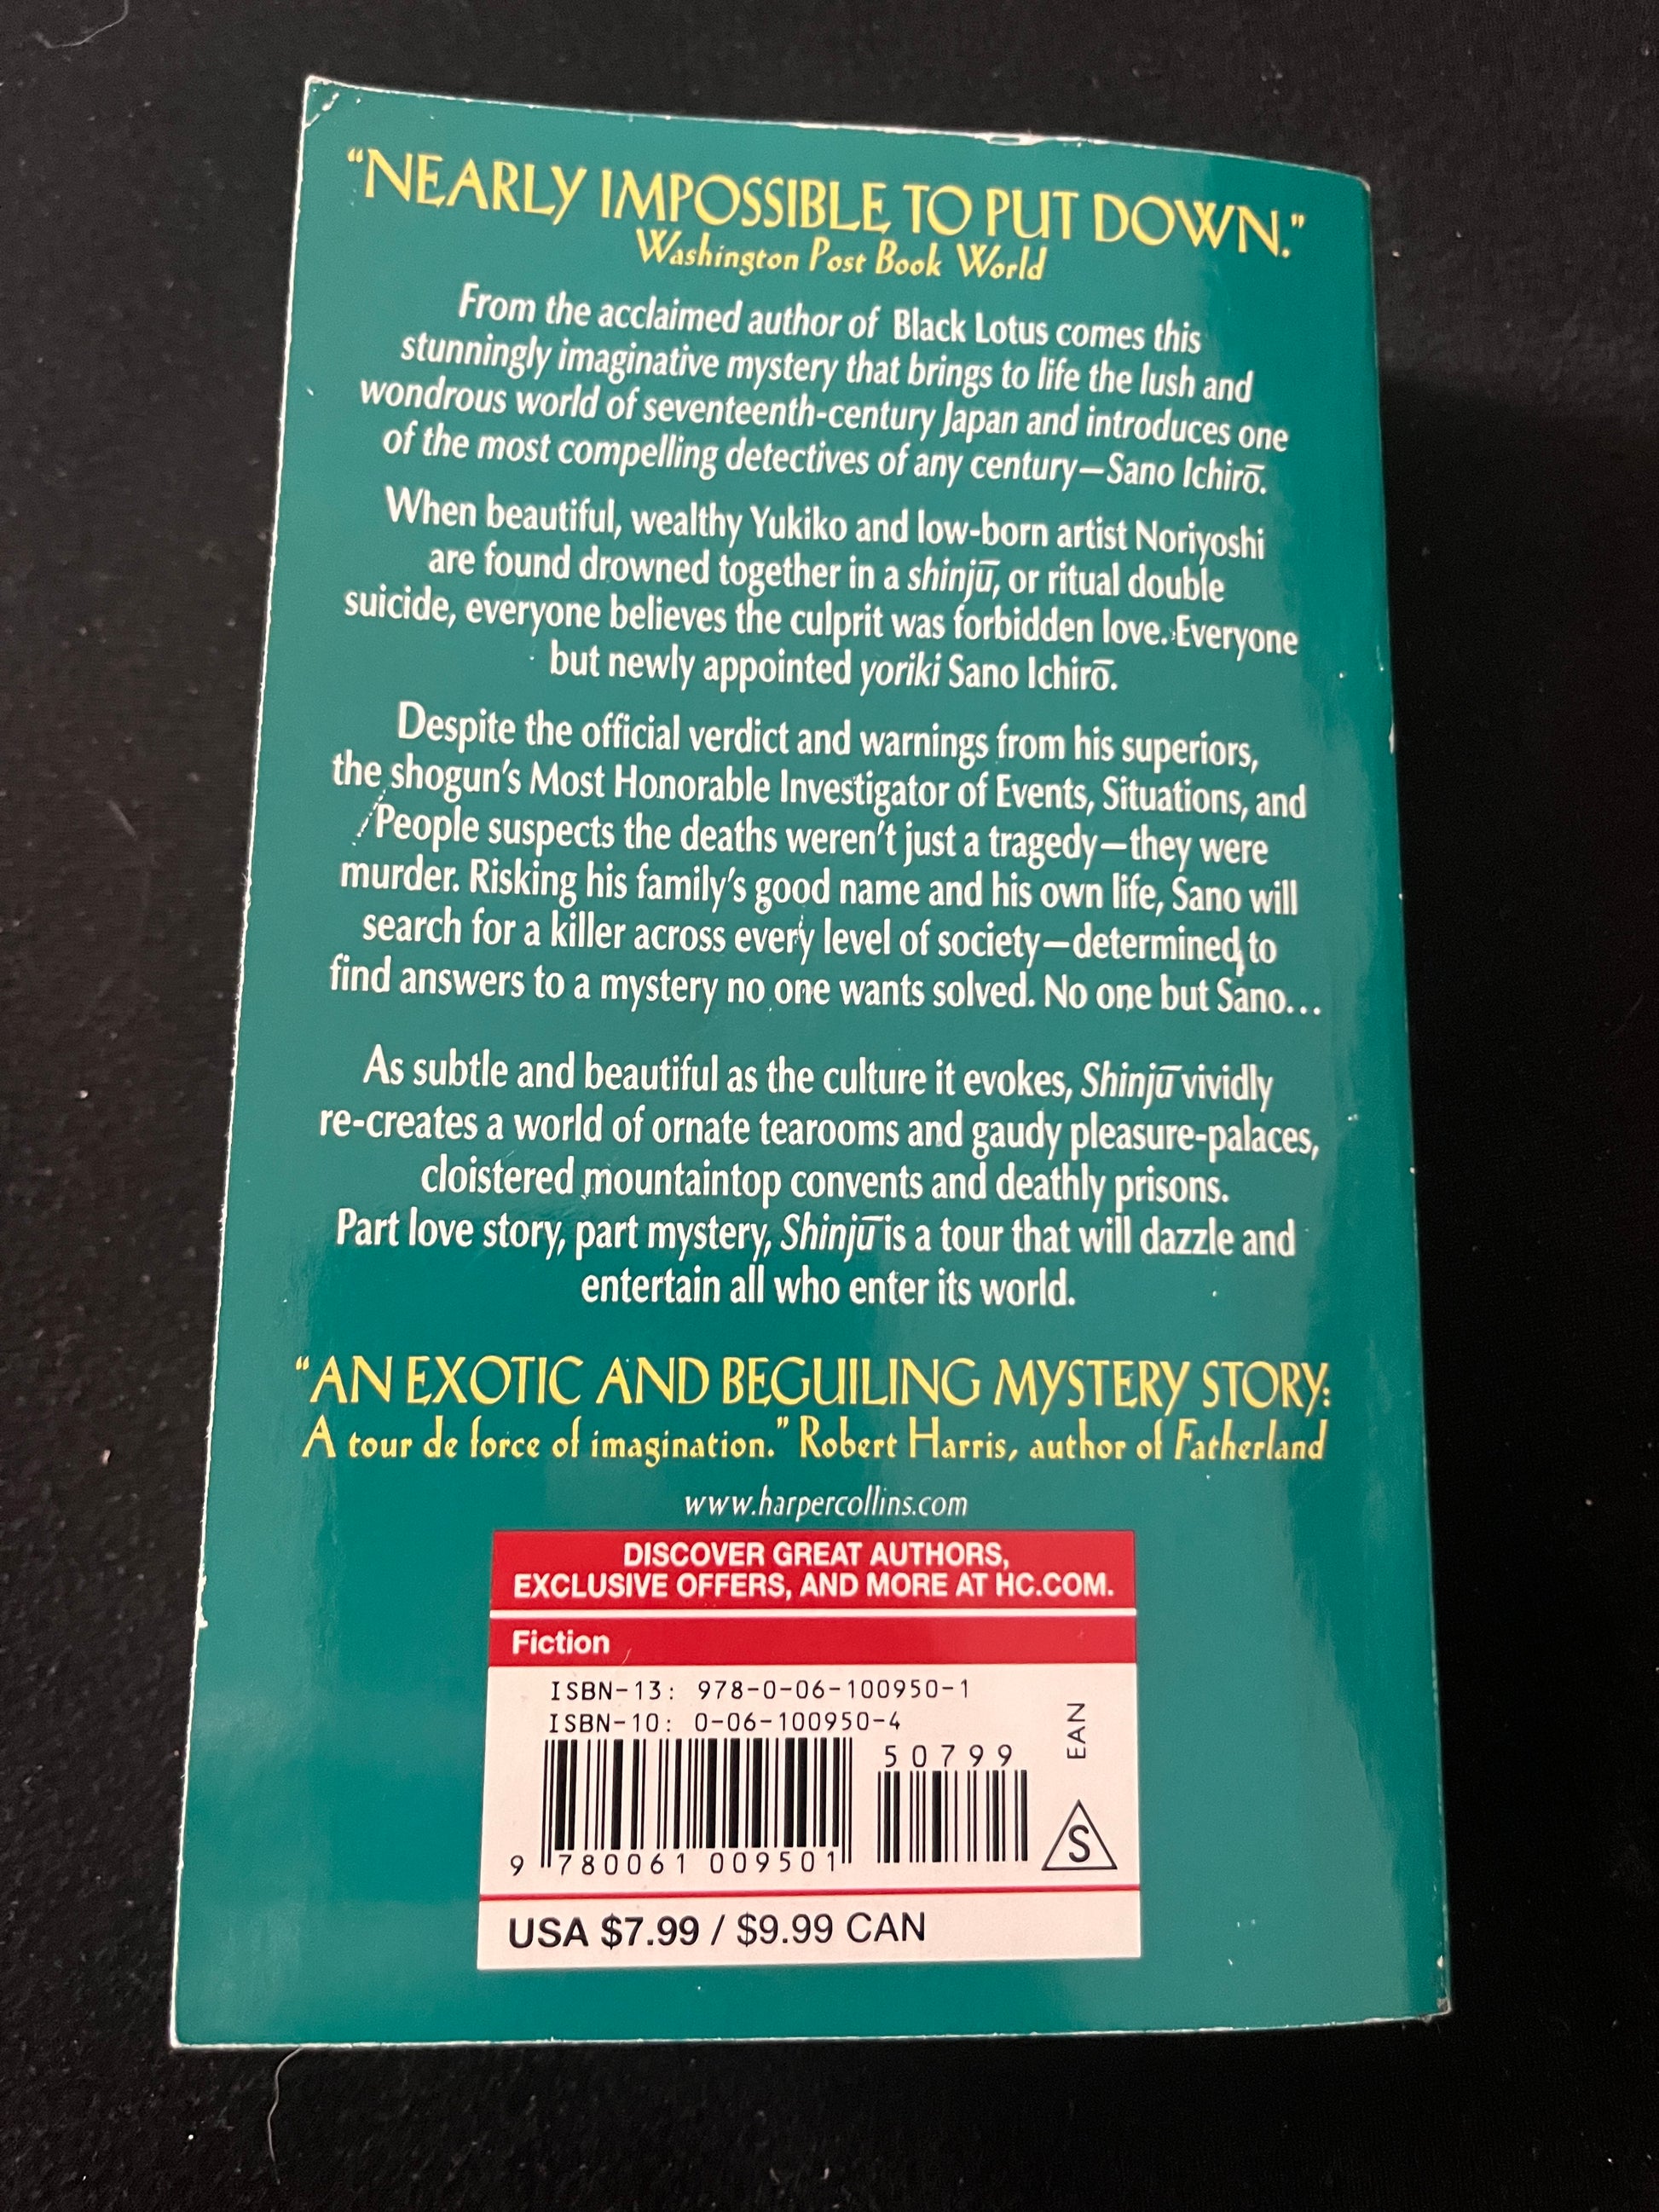 “NEARLY IMPOSSIBLE TO PUT DOWN.”
Washington Post Book World
From the acclaimed author of Black Lotus comes this
stunningly imaginative mystery that brings to life the lush and
wondrous world of seventeenth-century Japan and introduces one
of the most compelling detectives of any century—Sano Ichirō.
When beautiful, wealthy Yukiko and low-born artist Noriyoshi
are found drowned together in a shinjū, or ritual double
suicide, everyone believes the culprit was forbidden love. Everyone
but newly appointed yoriki Sano Ichirō.
Despite the official verdict and warnings from his superiors,
the shogun’s Most Honorable Investigator of Events, Situations, and
People suspects the deaths weren’t just a tragedy—they were
murder. Risking his family’s good name and his own life, Sano will
search for a killer across every level of society—determined to
find answers to a mystery no one wants solved. No one but Sano...
As subtle and beautiful as the culture it evokes, Shinjū vividly
re-creates a world of ornate tearooms and gaudy pleasure-palaces,
cloistered mountaintop convents and deathly prisons.
Part love story, part mystery, Shinjū is a tour that will dazzle and
entertain all who enter its world.
“AN EXOTIC AND BEGUILING MYSTERY STORY:
A tour de force of imagination.” Robert Harris, author of Fatherland
www.harpercollins.com
DISCOVER GREAT AUTHORS,
EXCLUSIVE OFFERS, AND MORE AT HC.COM.
Fiction
ISBN-13: 978-0-06-100950-1
ISBN-10: 0-06-100950-4
50799
EAN
S
9 780061 009501
USA $7.99 / $9.99 CAN